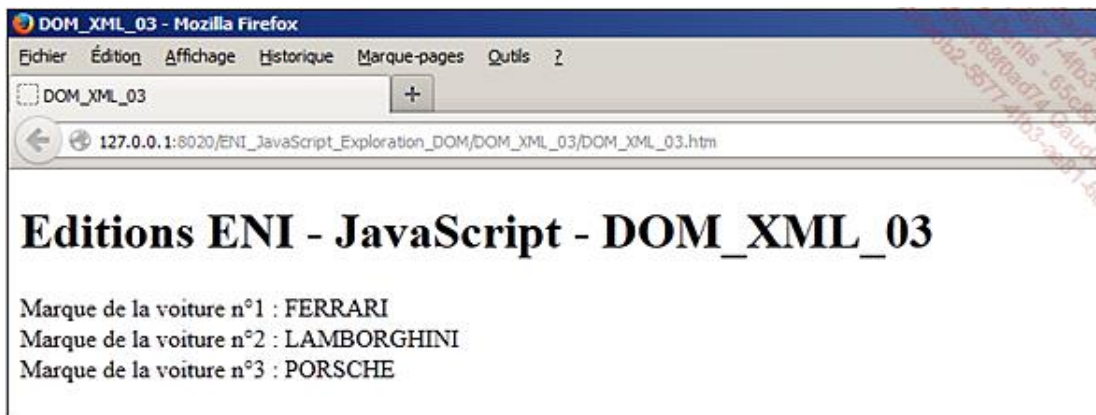 DOM_XML_03 - Mozilla Firefox
Fichier Édition Affichage Historique Marque-pages Outils ?
DOM_XML_03 +
127.0.0.1:8020/ENI_JavaScript_Exploration_DOM/DOM_XML_03/DOM_XML_03.htm
Editions ENI - JavaScript - DOM_XML_03
Marque de la voiture n°1 : FERRARI
Marque de la voiture n°2 : LAMBORGHINI
Marque de la voiture n°3 : PORSCHE